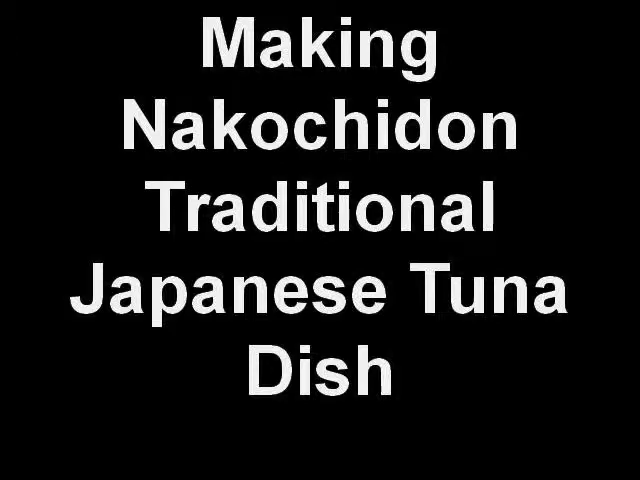 Making
Nakochidon
Traditional
Japanese Tuna
Dish